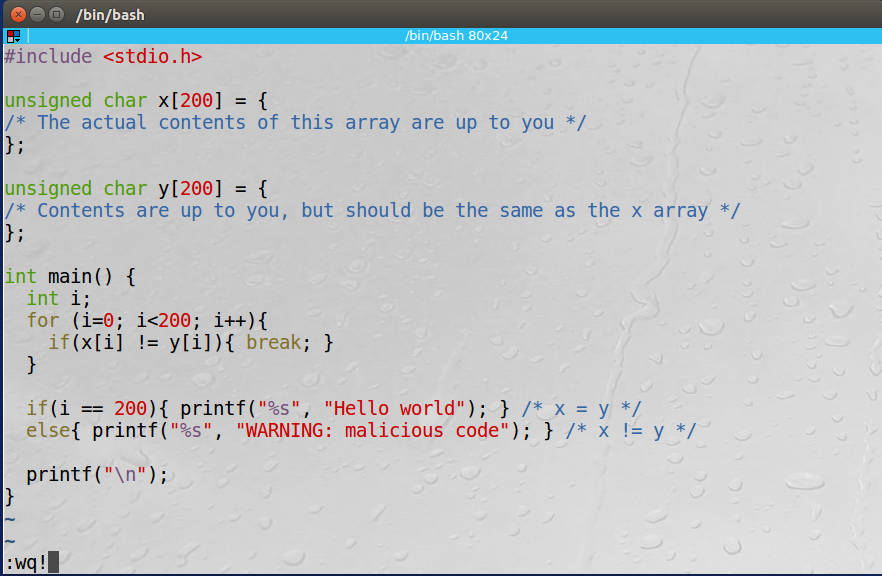 /bin/bash
/bin/bash 80x24
#include <stdio.h>
unsigned char x[200] = {
/* The actual contents of this array are up to you */
};
unsigned char y[200] = {
/* Contents are up to you, but should be the same as the x array */
};
int main() {
  int i;
  for (i=0; i<200; i++){
    if(x[i] != y[i]){ break; }
  }
  if(i == 200){ printf("%s", "Hello world"); } /* x = y */
  else{ printf("%s", "WARNING: malicious code"); } /* x != y */
  printf("\n");
}
~
~
:wq!